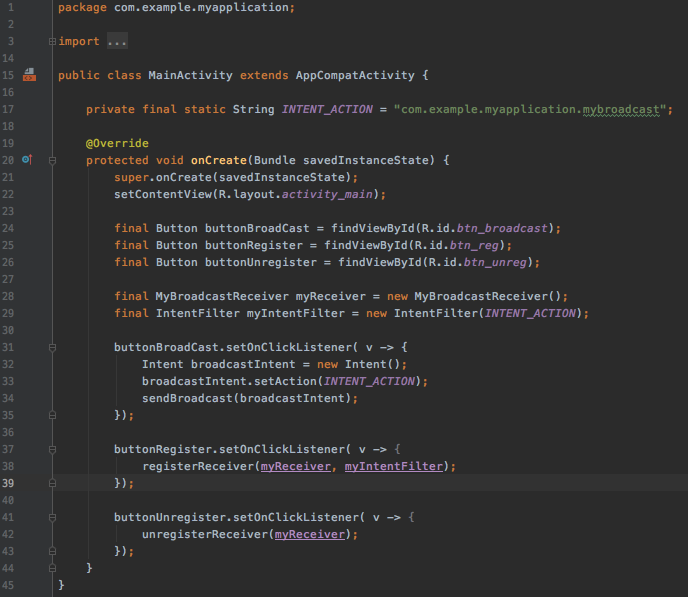 1 package com.example.myapplication;
2
3 import ...
14
15 public class MainActivity extends AppCompatActivity {
16
17     private final static String INTENT_ACTION = "com.example.myapplication.mybroadcast";
18
19     @Override
20     protected void onCreate(Bundle savedInstanceState) {
21         super.onCreate(savedInstanceState);
22         setContentView(R.layout.activity_main);
23
24         final Button buttonBroadCast = findViewById(R.id.btn_broadcast);
25         final Button buttonRegister = findViewById(R.id.btn_reg);
26         final Button buttonUnregister = findViewById(R.id.btn_unreg);
27
28         final MyBroadcastReceiver myReceiver = new MyBroadcastReceiver();
29         final IntentFilter myIntentFilter = new IntentFilter(INTENT_ACTION);
30
31         buttonBroadCast.setOnClickListener( v -> {
32             Intent broadcastIntent = new Intent();
33             broadcastIntent.setAction(INTENT_ACTION);
34             sendBroadcast(broadcastIntent);
35         });
36
37         buttonRegister.setOnClickListener( v -> {
38             registerReceiver(myReceiver, myIntentFilter);
39         });
40
41         buttonUnregister.setOnClickListener( v -> {
42             unregisterReceiver(myReceiver);
43         });
44     }
45 }